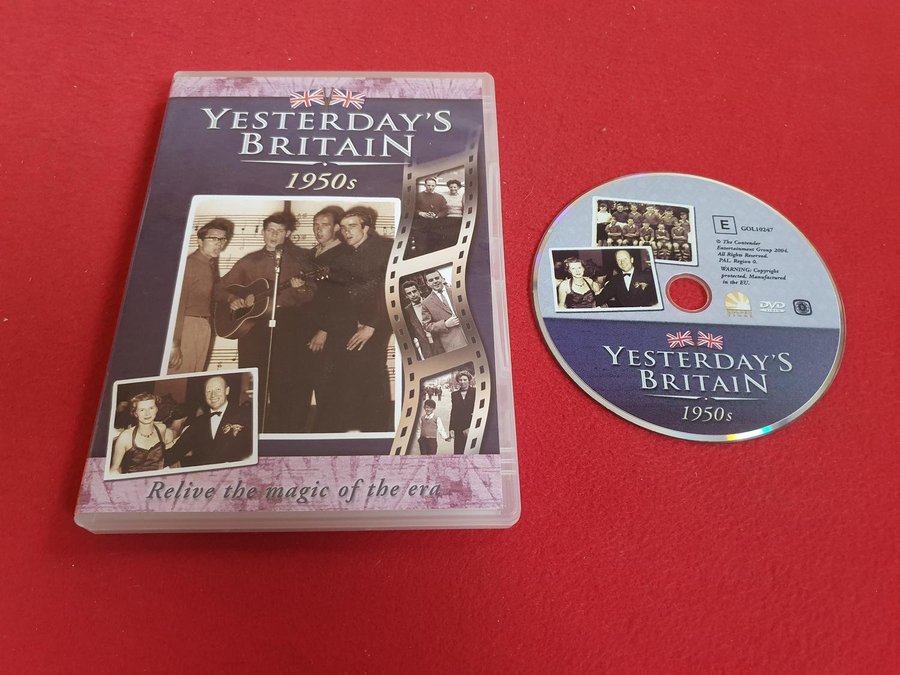 YESTERDAY'S
BRITAIN
1950s
Relive the magic of the era
E
GOL10247
© The Contender
Entertainment Group 2004.
All Rights Reserved.
PAL. Region 0.
WARNING: Copyright
protected. Manufactured
in the EU.
DVD
VIDEO
YESTERDAY'S
BRITAIN
1950s